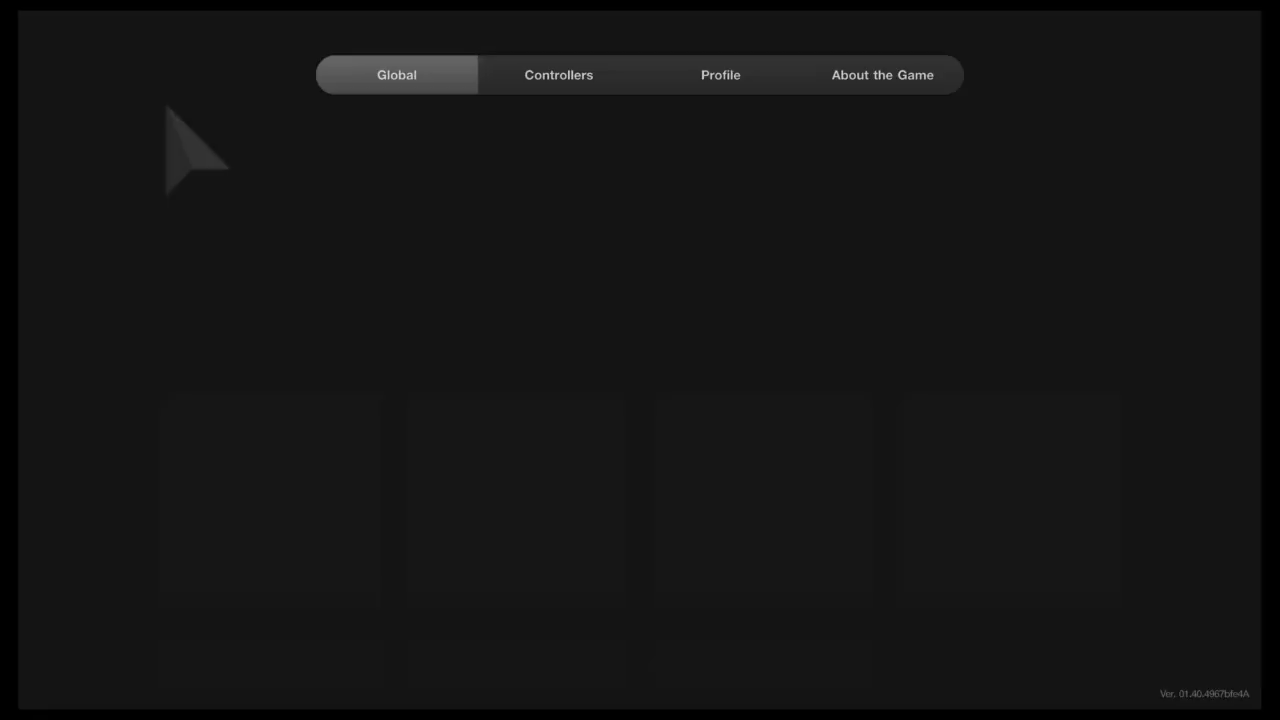 Global
Controllers
Profile
About the Game
Ver. 01.40.4967bfe4A